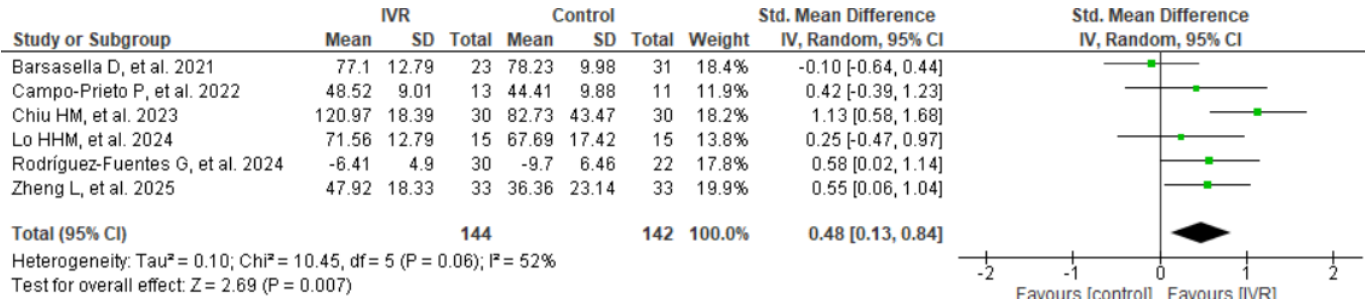 IVR Control Std. Mean Difference Std. Mean Difference
Study or Subgroup Mean SD Total Mean SD Total Weight IV, Random, 95% CI IV, Random, 95% CI
Barsasella D, et al. 2021 77.1 12.79 23 78.23 9.98 31 18.4% -0.10 [-0.64, 0.44]
Campo-Prieto P, et al. 2022 48.52 9.01 13 44.41 9.88 11 11.9% 0.42 [-0.39, 1.23]
Chiu HM, et al. 2023 120.97 18.39 30 82.73 43.47 30 18.2% 1.13 [0.58, 1.68]
Lo HHM, et al. 2024 71.56 12.79 15 67.69 17.42 15 13.8% 0.25 [-0.47, 0.97]
Rodríguez-Fuentes G, et al. 2024 -6.41 4.9 30 -9.7 6.46 22 17.8% 0.58 [0.02, 1.14]
Zheng L, et al. 2025 47.92 18.33 33 36.36 23.14 33 19.9% 0.55 [0.06, 1.04]
Total (95% CI) 144 142 100.0% 0.48 [0.13, 0.84]
Heterogeneity: Tau² = 0.10; Chi² = 10.45, df = 5 (P = 0.06); I² = 52%
Test for overall effect: Z = 2.69 (P = 0.007)
-2 -1 0 1 2
Favours [control] Favours [IVR]